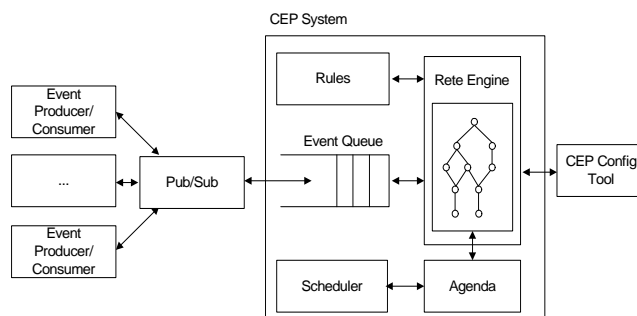 CEP System
Rules
Rete Engine
Event
Producer/
Consumer
Event Queue
...
Pub/Sub
CEP Config
Tool
Event
Producer/
Consumer
Scheduler
Agenda